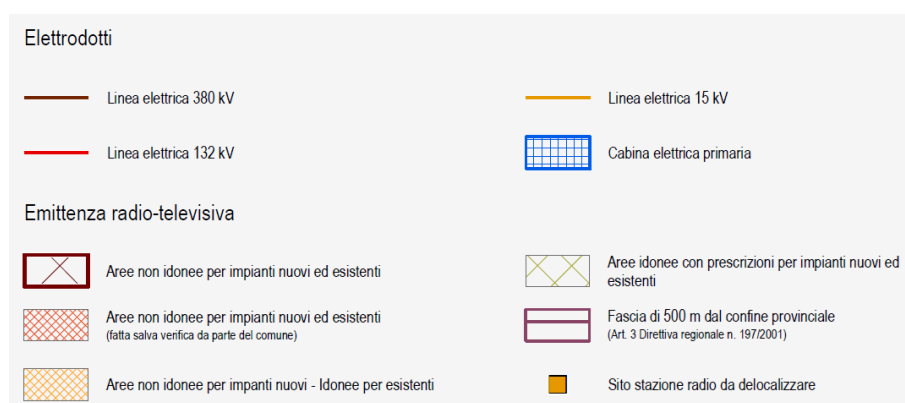 Elettrodotti
Linea elettrica 380 kV
Linea elettrica 15 kV
Linea elettrica 132 kV
Cabina elettrica primaria
Emittenza radio-televisiva
Aree non idonee per impianti nuovi ed esistenti
Aree idonee con prescrizioni per impianti nuovi ed
esistenti
Aree non idonee per impianti nuovi ed esistenti
(fatta salva verifica da parte del comune)
Fascia di 500 m dal confine provinciale
(Art. 3 Direttiva regionale n. 197/2001)
Aree non idonee per impanti nuovi - Idonee per esistenti
Sito stazione radio da delocalizzare